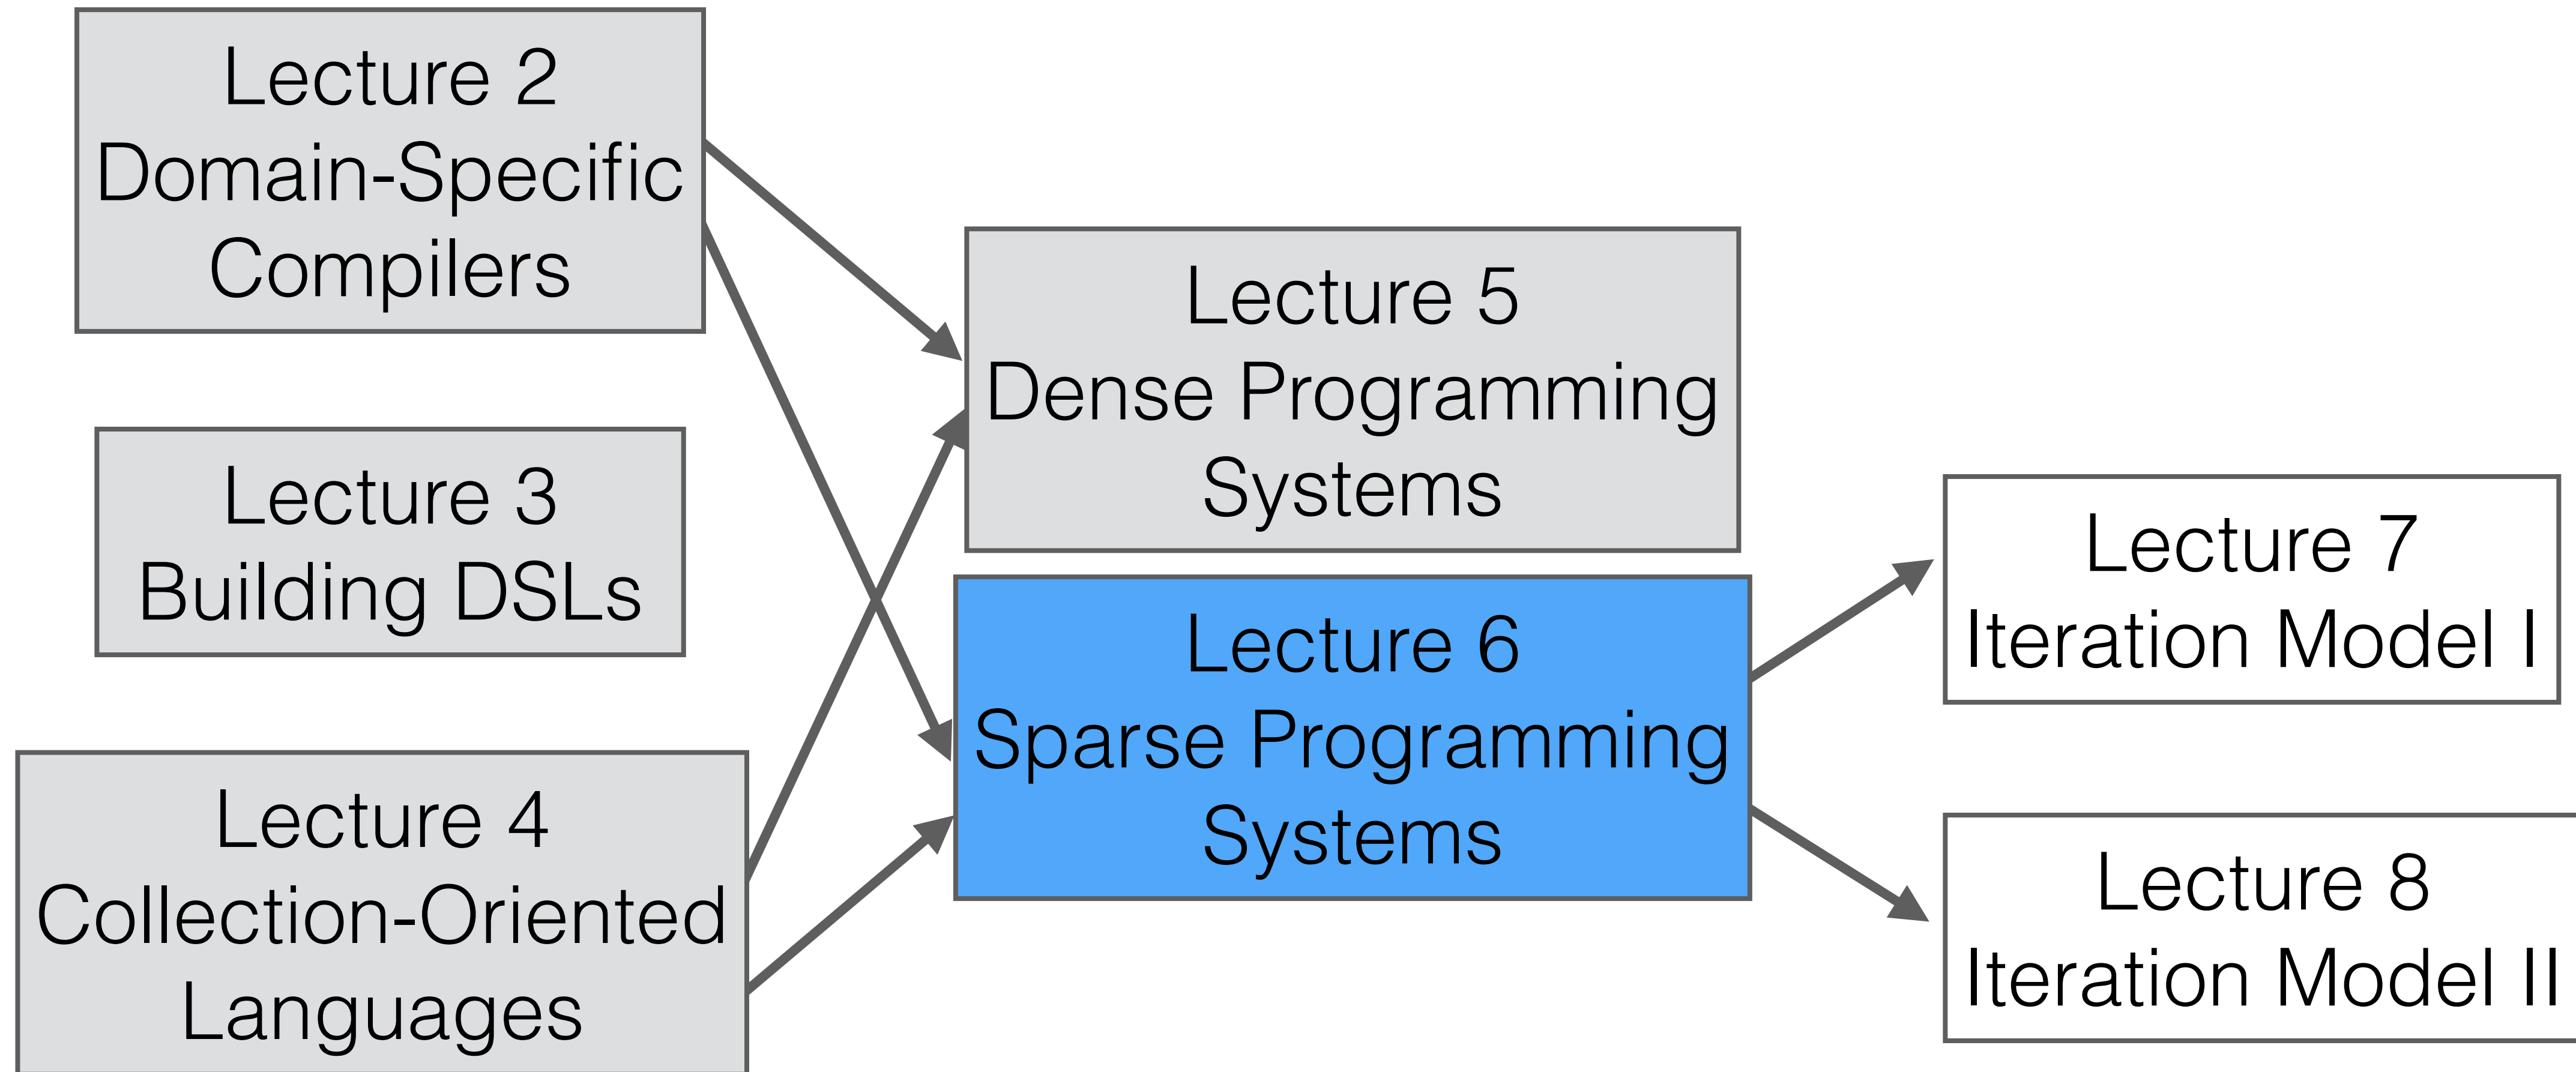 Lecture 2
Domain-Specific
Compilers
Lecture 3
Building DSLs
Lecture 4
Collection-Oriented
Languages
Lecture 5
Dense Programming
Systems
Lecture 6
Sparse Programming
Systems
Lecture 7
Iteration Model I
Lecture 8
Iteration Model II